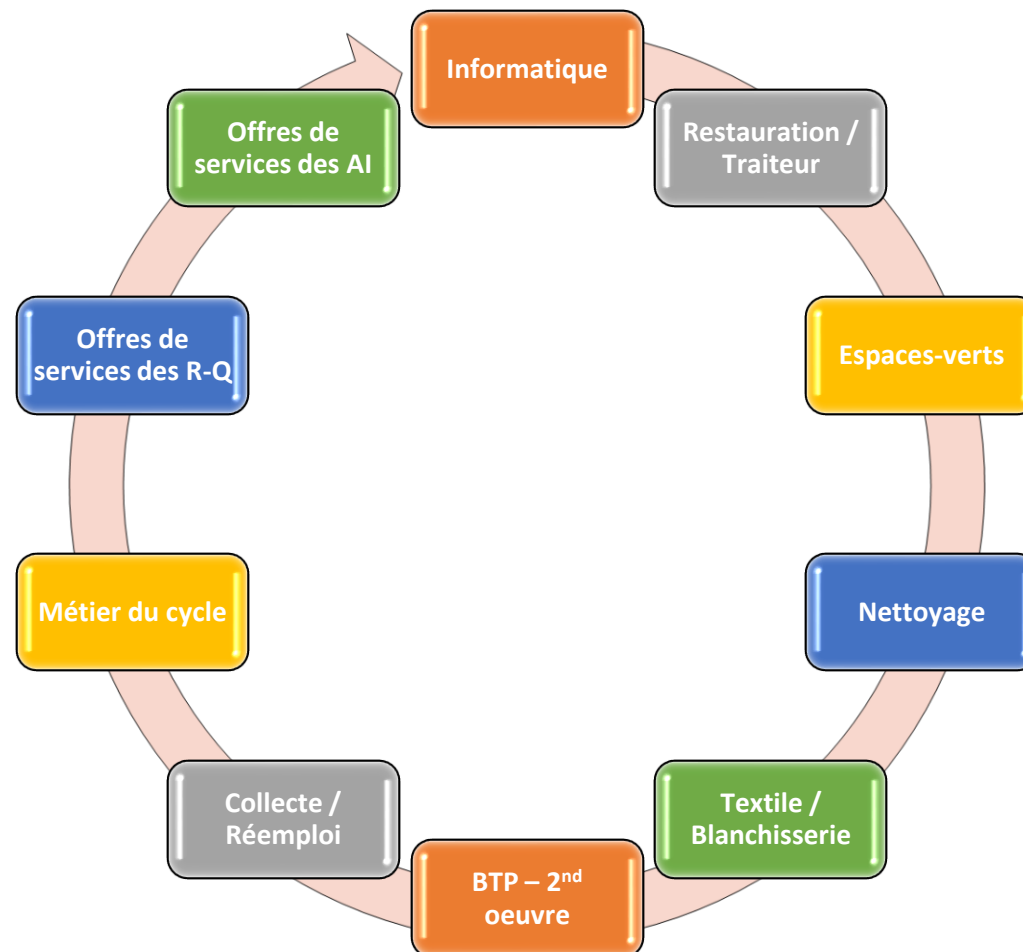 Informatique
Restauration /
Traiteur
Espaces-verts
Nettoyage
Textile /
Blanchisserie
BTP – 2nd
oeuvre
Collecte /
Réemploi
Métier du cycle
Offres de
services des R-Q
Offres de
services des AI